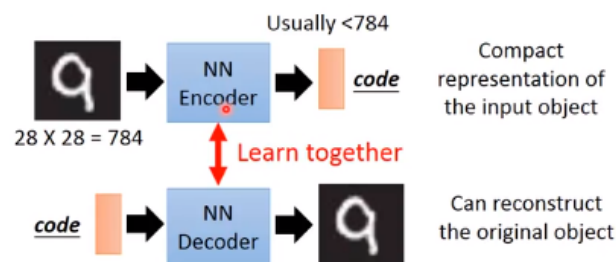 Usually <784
NN
Encoder
code
Compact
representation of
the input object
28 X 28 = 784
Learn together
code
NN
Decoder
Can reconstruct
the original object